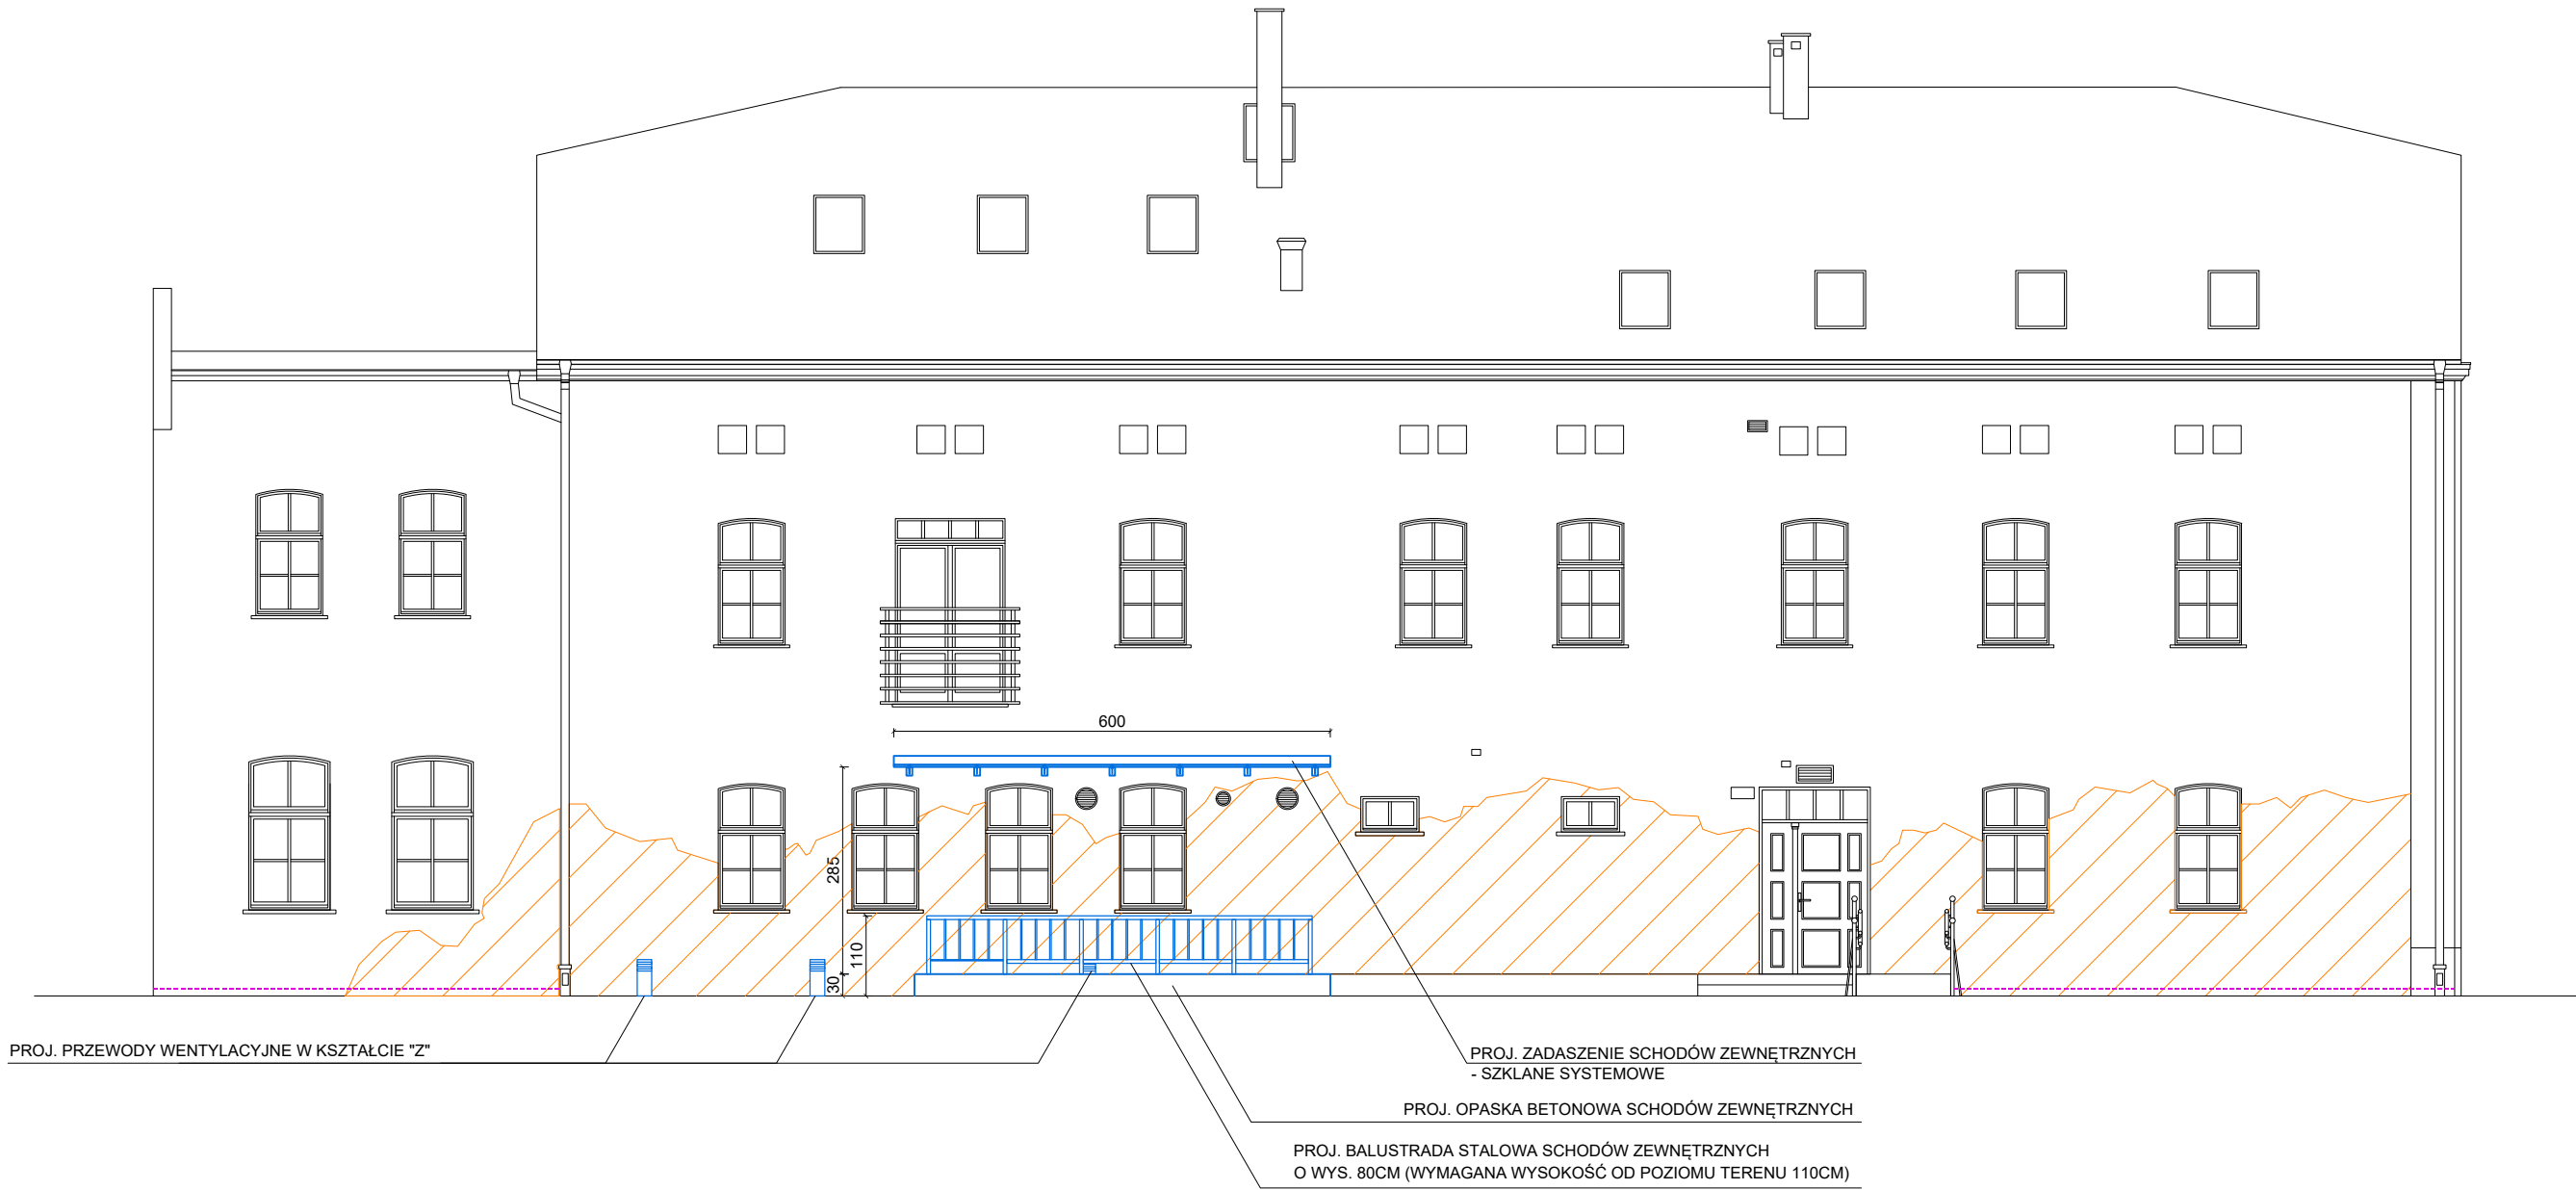 600
285
110
30
PROJ. PRZEWODY WENTYLACYJNE W KSZTAŁCIE "Z"
PROJ. ZADASZENIE SCHODÓW ZEWNĘTRZNYCH
- SZKLANE SYSTEMOWE
PROJ. OPASKA BETONOWA SCHODÓW ZEWNĘTRZNYCH
PROJ. BALUSTRADA STALOWA SCHODÓW ZEWNĘTRZNYCH
O WYS. 80CM (WYMAGANA WYSOKOŚĆ OD POZIOMU TERENU 110CM)